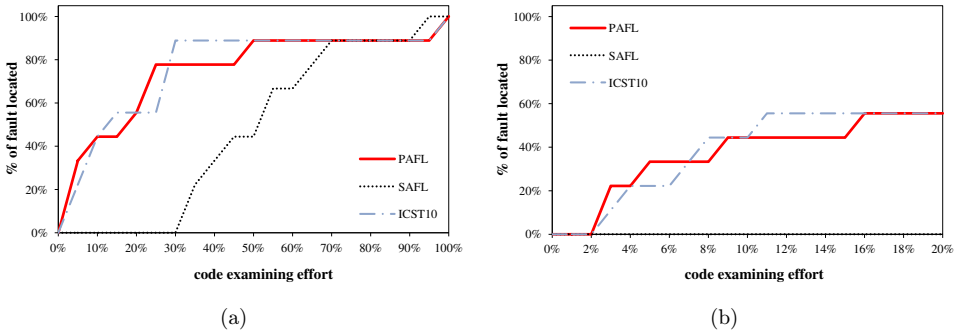 100%
80%
60%
40%
20%
0%
% of fault located
PAFL
SAFL
ICST10
0% 10% 20% 30% 40% 50% 60% 70% 80% 90% 100%
code examining effort
(a)
100%
80%
60%
40%
20%
0%
% of fault located
PAFL
SAFL
ICST10
0% 2% 4% 6% 8% 10% 12% 14% 16% 18% 20%
code examining effort
(b)